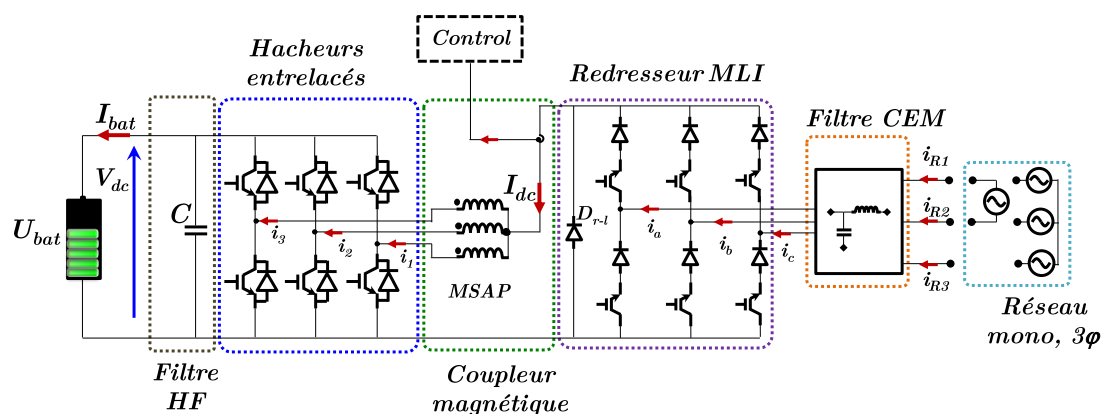 Control
Hacheurs
entrelacés
Redresseur MLI
Filtre CEM
I_bat
V_dc
U_bat
C
i_3
i_2
i_1
MSAP
I_dc
D_r-l
i_a
i_b
i_c
i_R1
i_R2
i_R3
Réseau
mono, 3φ
Filtre
HF
Coupleur
magnétique